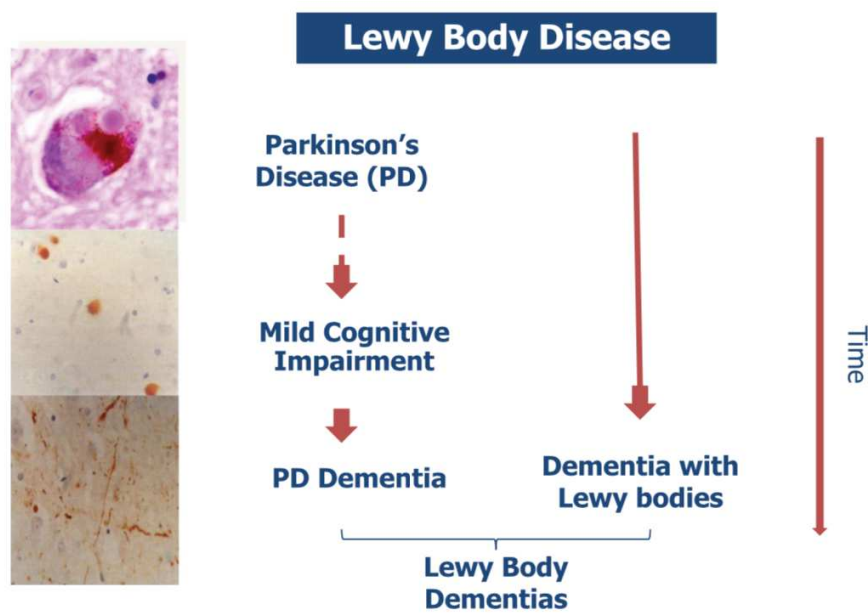 Lewy Body Disease
Parkinson's
Disease (PD)
Mild Cognitive
Impairment
PD Dementia
Dementia with
Lewy bodies
Lewy Body
Dementias
Time